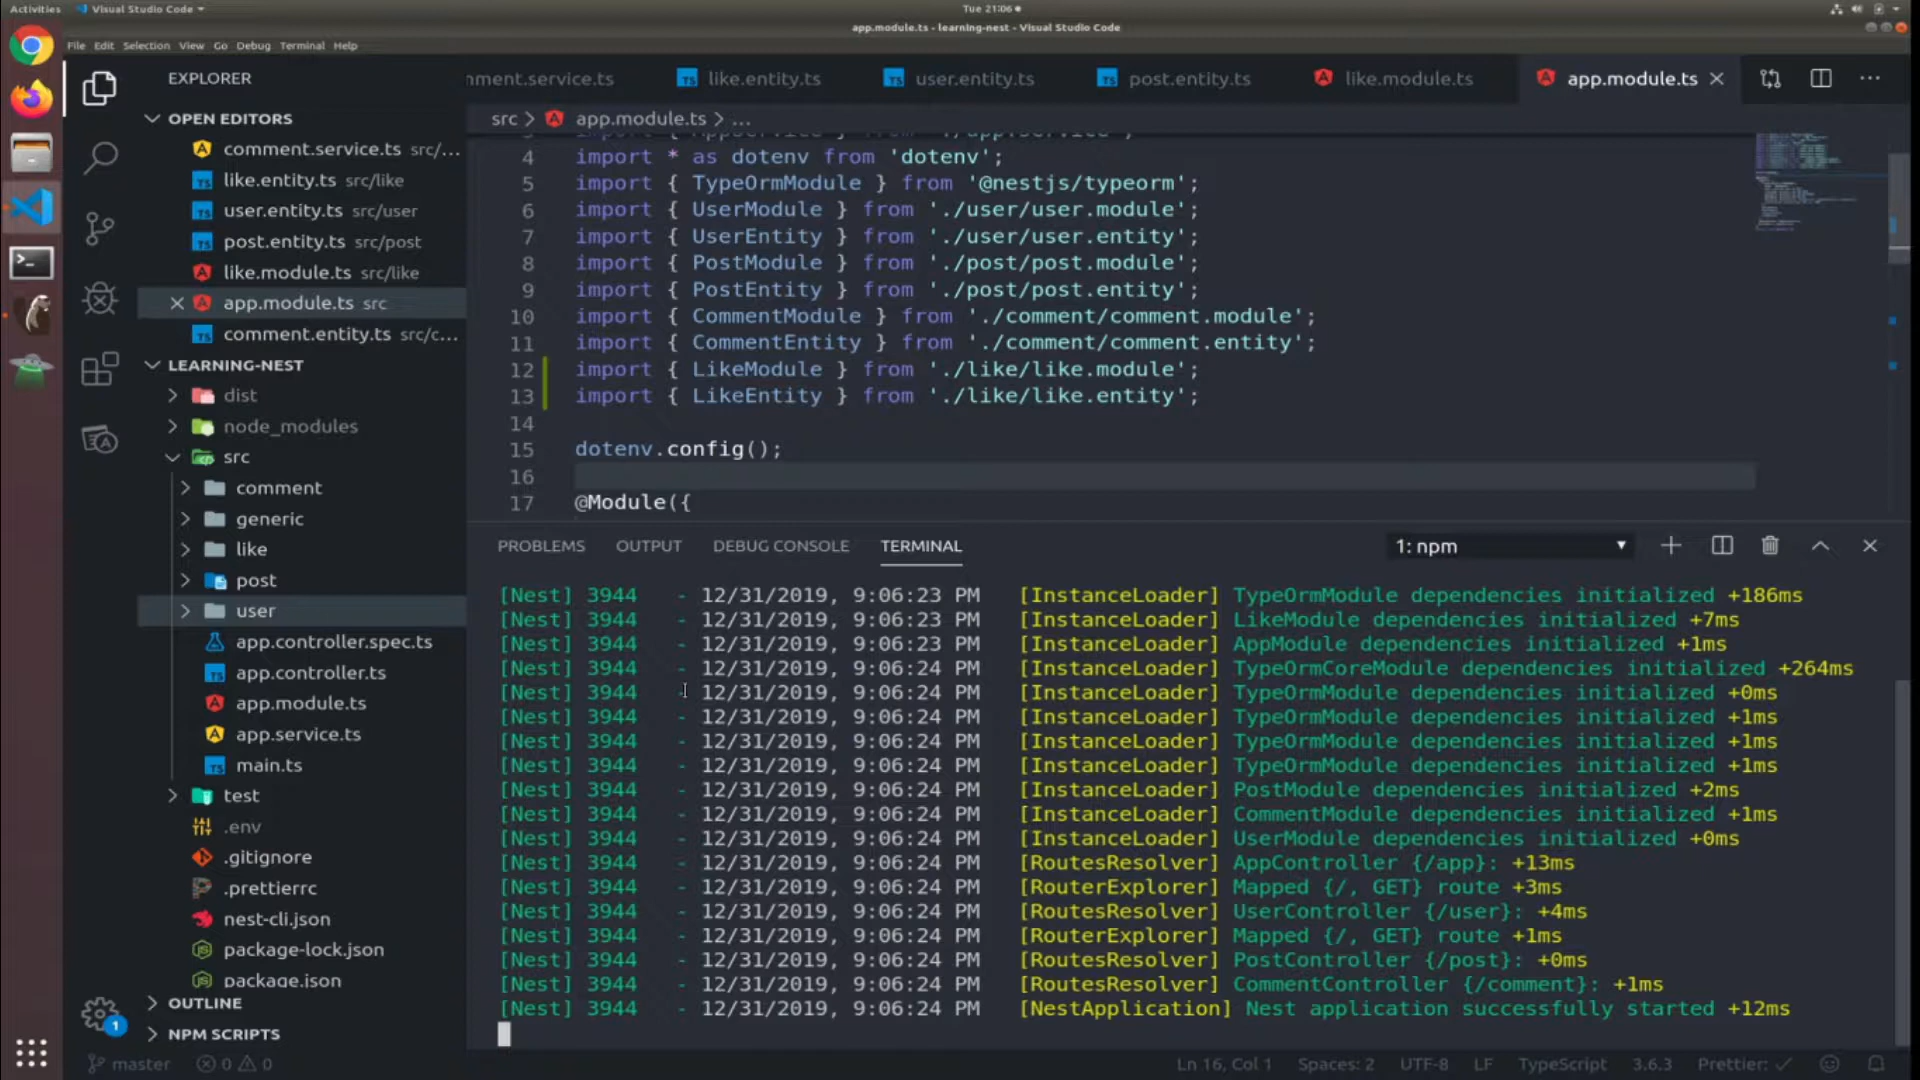 Activities
Visual Studio Code
Tue 21:06
app.module.ts - learning-nest - Visual Studio Code
File Edit Selection View Go Debug Terminal Help
EXPLORER
OPEN EDITORS
comment.service.ts src/...
like.entity.ts src/like
user.entity.ts src/user
post.entity.ts src/post
like.module.ts src/like
app.module.ts src
comment.entity.ts src/c...
LEARNING-NEST
dist
node_modules
src
comment
generic
like
post
user
app.controller.spec.ts
app.controller.ts
app.module.ts
app.service.ts
main.ts
test
.env
.gitignore
.prettierrc
nest-cli.json
package-lock.json
package.json
OUTLINE
NPM SCRIPTS
1
mment.service.ts
like.entity.ts
user.entity.ts
post.entity.ts
like.module.ts
app.module.ts
src > app.module.ts > ...
3 import { AppService } from './app.service';
4 import * as dotenv from 'dotenv';
5 import { TypeOrmModule } from '@nestjs/typeorm';
6 import { UserModule } from './user/user.module';
7 import { UserEntity } from './user/user.entity';
8 import { PostModule } from './post/post.module';
9 import { PostEntity } from './post/post.entity';
10 import { CommentModule } from './comment/comment.module';
11 import { CommentEntity } from './comment/comment.entity';
12 import { LikeModule } from './like/like.module';
13 import { LikeEntity } from './like/like.entity';
14
15 dotenv.config();
16
17 @Module({
PROBLEMS OUTPUT DEBUG CONSOLE TERMINAL
1: npm
[Nest] 3944 - 12/31/2019, 9:06:23 PM [InstanceLoader] TypeOrmModule dependencies initialized +186ms
[Nest] 3944 - 12/31/2019, 9:06:23 PM [InstanceLoader] LikeModule dependencies initialized +7ms
[Nest] 3944 - 12/31/2019, 9:06:23 PM [InstanceLoader] AppModule dependencies initialized +1ms
[Nest] 3944 - 12/31/2019, 9:06:24 PM [InstanceLoader] TypeOrmCoreModule dependencies initialized +264ms
[Nest] 3944 - 12/31/2019, 9:06:24 PM [InstanceLoader] TypeOrmModule dependencies initialized +0ms
[Nest] 3944 - 12/31/2019, 9:06:24 PM [InstanceLoader] TypeOrmModule dependencies initialized +1ms
[Nest] 3944 - 12/31/2019, 9:06:24 PM [InstanceLoader] TypeOrmModule dependencies initialized +1ms
[Nest] 3944 - 12/31/2019, 9:06:24 PM [InstanceLoader] TypeOrmModule dependencies initialized +1ms
[Nest] 3944 - 12/31/2019, 9:06:24 PM [InstanceLoader] PostModule dependencies initialized +2ms
[Nest] 3944 - 12/31/2019, 9:06:24 PM [InstanceLoader] CommentModule dependencies initialized +1ms
[Nest] 3944 - 12/31/2019, 9:06:24 PM [InstanceLoader] UserModule dependencies initialized +0ms
[Nest] 3944 - 12/31/2019, 9:06:24 PM [RoutesResolver] AppController {/app}: +13ms
[Nest] 3944 - 12/31/2019, 9:06:24 PM [RouterExplorer] Mapped {/, GET} route +3ms
[Nest] 3944 - 12/31/2019, 9:06:24 PM [RoutesResolver] UserController {/user}: +4ms
[Nest] 3944 - 12/31/2019, 9:06:24 PM [RouterExplorer] Mapped {/, GET} route +1ms
[Nest] 3944 - 12/31/2019, 9:06:24 PM [RoutesResolver] PostController {/post}: +0ms
[Nest] 3944 - 12/31/2019, 9:06:24 PM [RoutesResolver] CommentController {/comment}: +1ms
[Nest] 3944 - 12/31/2019, 9:06:24 PM [NestApplication] Nest application successfully started +12ms
master 0 0
Ln 16, Col 1 Spaces: 2 UTF-8 LF TypeScript 3.6.3 Prettier: ✓